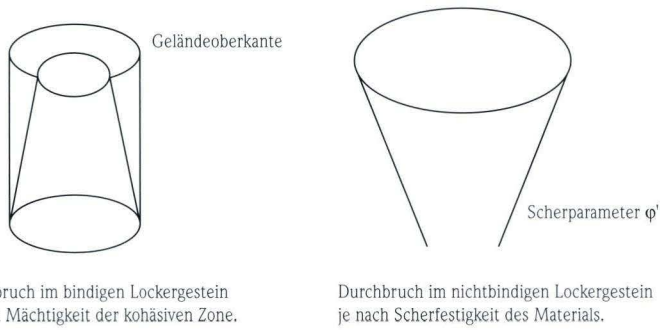 Geländeoberkante
Scherparameter φ'
bruch im bindigen Lockergestein
Mächtigkeit der kohäsiven Zone.
Durchbruch im nichtbindigen Lockergestein
je nach Scherfestigkeit des Materials.